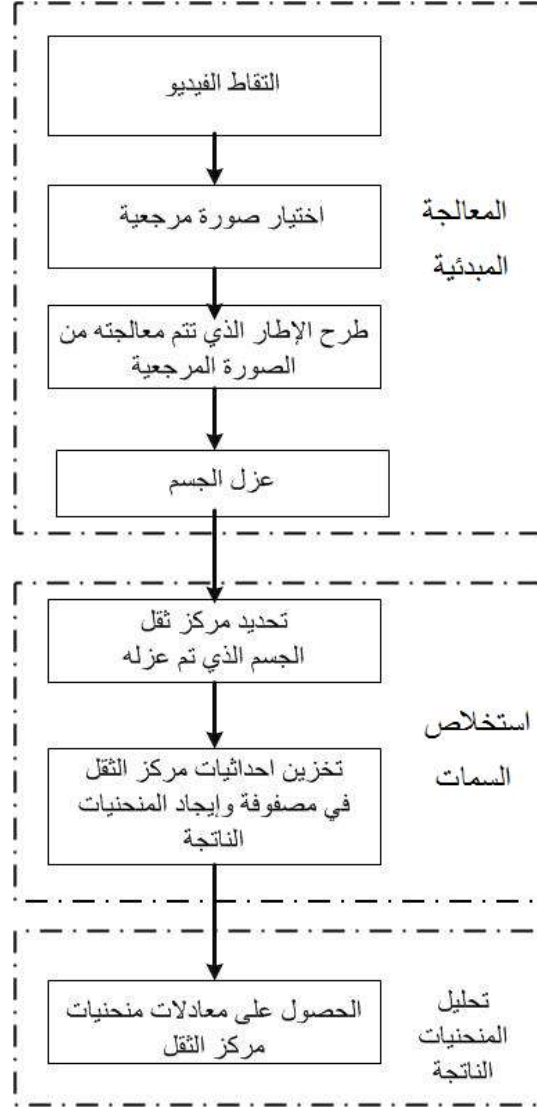 التقاط الفيديو
اختيار صورة مرجعية
المعالجة
المبدئية
طرح الإطار الذي تتم معالجته من
الصورة المرجعية
عزل الجسم
تحديد مركز ثقل
الجسم الذي تم عزله
استخلاص
السمات
تخزين احداثيات مركز الثقل
في مصفوفة وإيجاد المنحنيات
الناتجة
الحصول على معادلات منحنيات
مركز الثقل
تحليل
المنحنيات
الناتجة